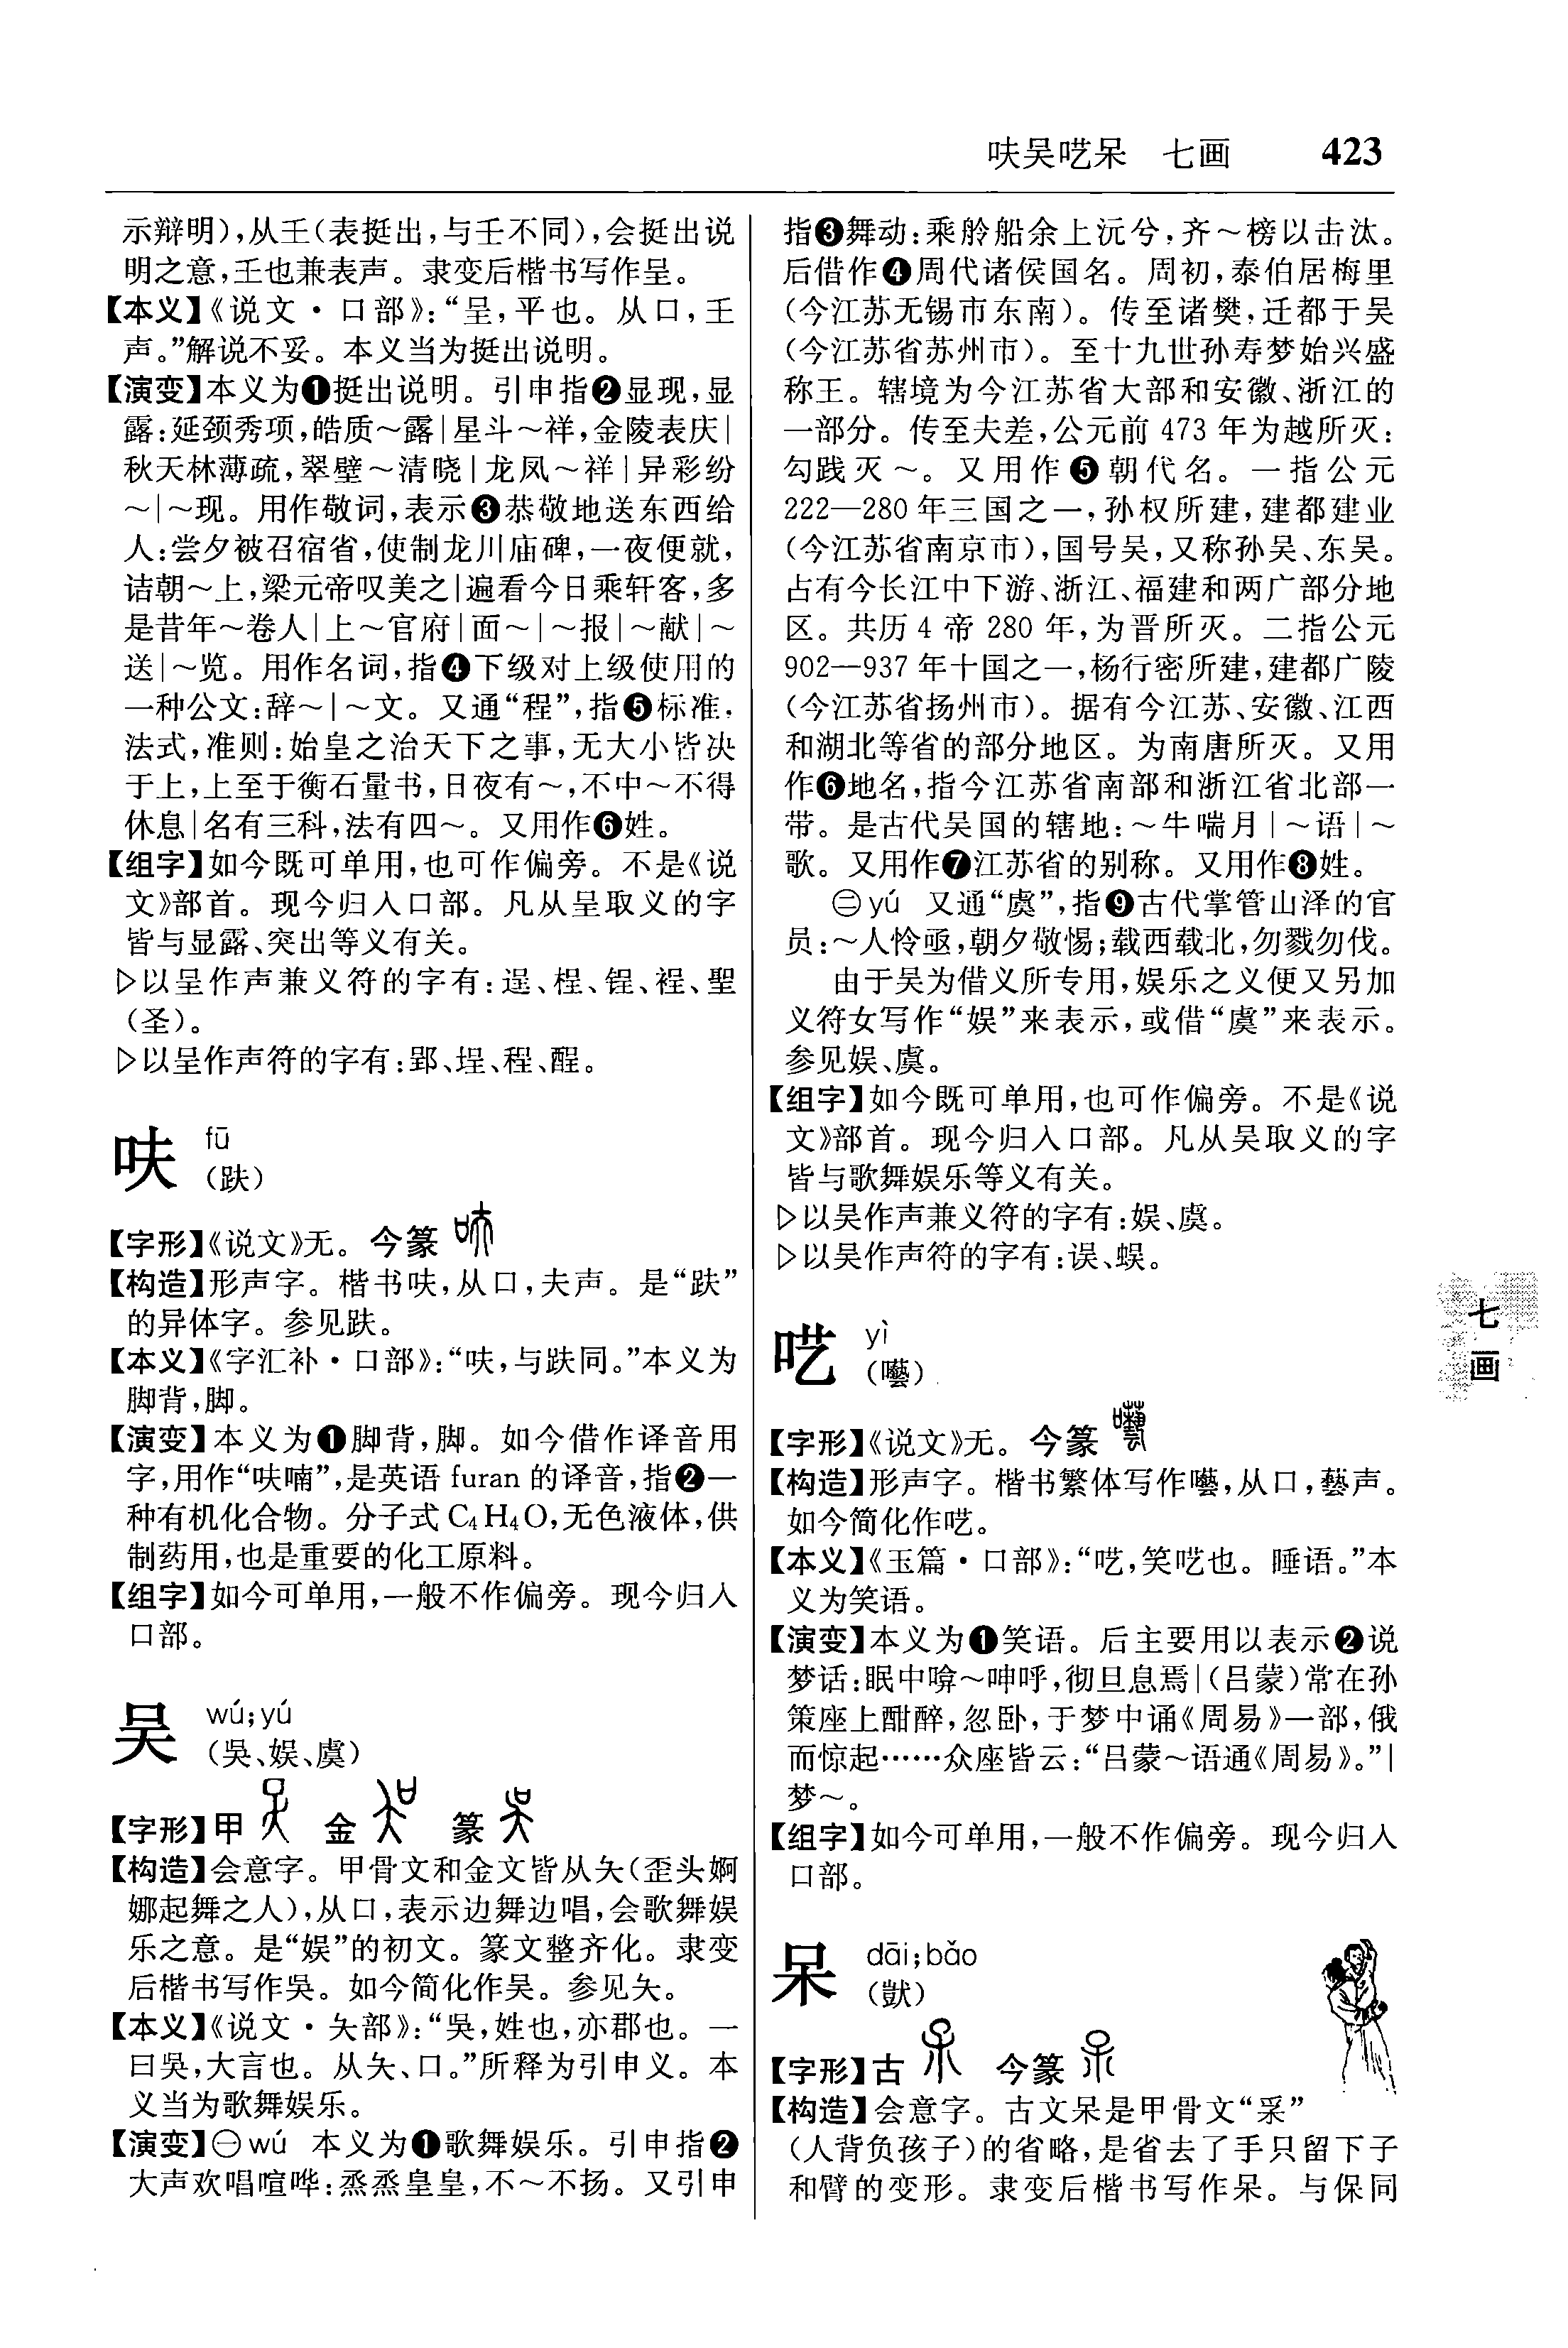 呋吴呓呆　七画　423
示辩明),从𡈼(表挺出,与壬不同),会挺出说
明之意,𡈼也兼表声。隶变后楷书写作呈。
【本义】《说文·口部》:“呈,平也。从口,𡈼
声。”解说不妥。本义当为挺出说明。
【演变】本义为❶挺出说明。引申指❷显现,显
露:延颈秀项,皓质～露|星斗～祥,金陵表庆|
秋天林薄疏,翠壁～清晓|龙凤～祥|异彩纷
～|～现。用作敬词,表示❸恭敬地送东西给
人:尝夕被召宿省,使制龙川庙碑,一夜便就,
诘朝～上,梁元帝叹美之|遍看今日乘轩客,多
是昔年～卷人|上～官府|面～|～报|～献|～
送|～览。用作名词,指❹下级对上级使用的
一种公文:辞～|～文。又通“程”,指❺标准,
法式,准则:始皇之治天下之事,无大小皆决
于上,上至于衡石量书,日夜有～,不中～不得
休息|名有三科,法有四～。又用作❻姓。
【组字】如今既可单用,也可作偏旁。不是《说
文》部首。现今归入口部。凡从呈取义的字
皆与显露、突出等义有关。
▷以呈作声兼义符的字有:逞、桯、锃、裎、聖
(圣)。
▷以呈作声符的字有:郢、埕、程、酲。
呋 fū
(趺)
【字形】《说文》无。今篆
【构造】形声字。楷书呋,从口,夫声。是“趺”
的异体字。参见趺。
【本义】《字汇补·口部》:“呋,与趺同。”本义为
脚背,脚。
【演变】本义为❶脚背,脚。如今借作译音用
字,用作“呋喃”,是英语 furan 的译音,指❷一
种有机化合物。分子式 C₄H₄O,无色液体,供
制药用,也是重要的化工原料。
【组字】如今可单用,一般不作偏旁。现今归入
口部。
吴 wú;yú
(吳、娱、虞)
【字形】甲　金　篆
【构造】会意字。甲骨文和金文皆从夨(歪头婀
娜起舞之人),从口,表示边舞边唱,会歌舞娱
乐之意。是“娱”的初文。篆文整齐化。隶变
后楷书写作吳。如今简化作吴。参见夨。
【本义】《说文·夨部》:“吳,姓也,亦郡也。一
曰吳,大言也。从夨、口。”所释为引申义。本
义当为歌舞娱乐。
【演变】㊀wú 本义为❶歌舞娱乐。引申指❷
大声欢唱喧哗:烝烝皇皇,不～不扬。又引申
指❸舞动:乘舲船余上沅兮,齐～榜以击汰。
后借作❹周代诸侯国名。周初,泰伯居梅里
(今江苏无锡市东南)。传至诸樊,迁都于吴
(今江苏省苏州市)。至十九世孙寿梦始兴盛
称王。辖境为今江苏省大部和安徽、浙江的
一部分。传至夫差,公元前 473 年为越所灭:
勾践灭～。又用作❺朝代名。一指公元
222—280 年三国之一,孙权所建,建都建业
(今江苏省南京市),国号吴,又称孙吴、东吴。
占有今长江中下游、浙江、福建和两广部分地
区。共历 4 帝 280 年,为晋所灭。二指公元
902—937 年十国之一,杨行密所建,建都广陵
(今江苏省扬州市)。据有今江苏、安徽、江西
和湖北等省的部分地区。为南唐所灭。又用
作❻地名,指今江苏省南部和浙江省北部一
带。是古代吴国的辖地:～牛喘月|～语|～
歌。又用作❼江苏省的别称。又用作❽姓。
㊁yú 又通“虞”,指❾古代掌管山泽的官
员:～人怜亟,朝夕敬惕;载西载北,勿戮勿伐。
由于吴为借义所专用,娱乐之义便又另加
义符女写作“娱”来表示,或借“虞”来表示。
参见娱、虞。
【组字】如今既可单用,也可作偏旁。不是《说
文》部首。现今归入口部。凡从吴取义的字
皆与歌舞娱乐等义有关。
▷以吴作声兼义符的字有:娱、虞。
▷以吴作声符的字有:误、蜈。
呓 yì
(囈)
【字形】《说文》无。今篆
【构造】形声字。楷书繁体写作囈,从口,藝声。
如今简化作呓。
【本义】《玉篇·口部》:“呓,笑呓也。睡语。”本
义为笑语。
【演变】本义为❶笑语。后主要用以表示❷说
梦话:眠中喑～呻呼,彻旦息焉|(吕蒙)常在孙
策座上酣醉,忽卧,于梦中诵《周易》一部,俄
而惊起……众座皆云:“吕蒙～语通《周易》。”|
梦～。
【组字】如今可单用,一般不作偏旁。现今归入
口部。
呆 dāi;bǎo
(獃)
【字形】古　今篆
【构造】会意字。古文呆是甲骨文“𠈃”
(人背负孩子)的省略,是省去了手只留下子
和臂的变形。隶变后楷书写作呆。与保同
七
画